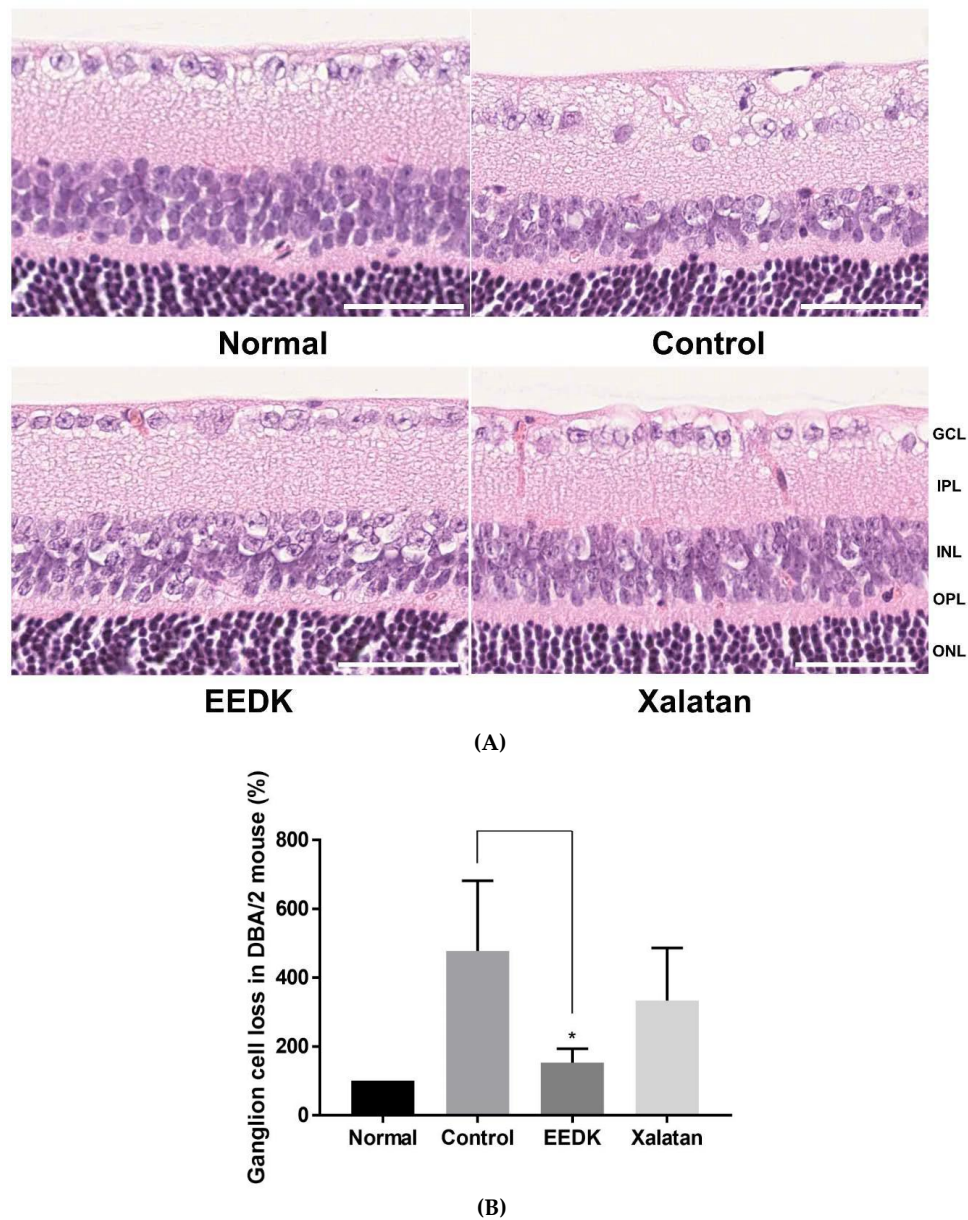 Normal
Control
GCL
IPL
INL
OPL
ONL
EEDK
Xalatan
(A)
Ganglion cell loss in DBA/2 mouse (%)
800
600
400
200
0
*
Normal Control EEDK Xalatan
(B)